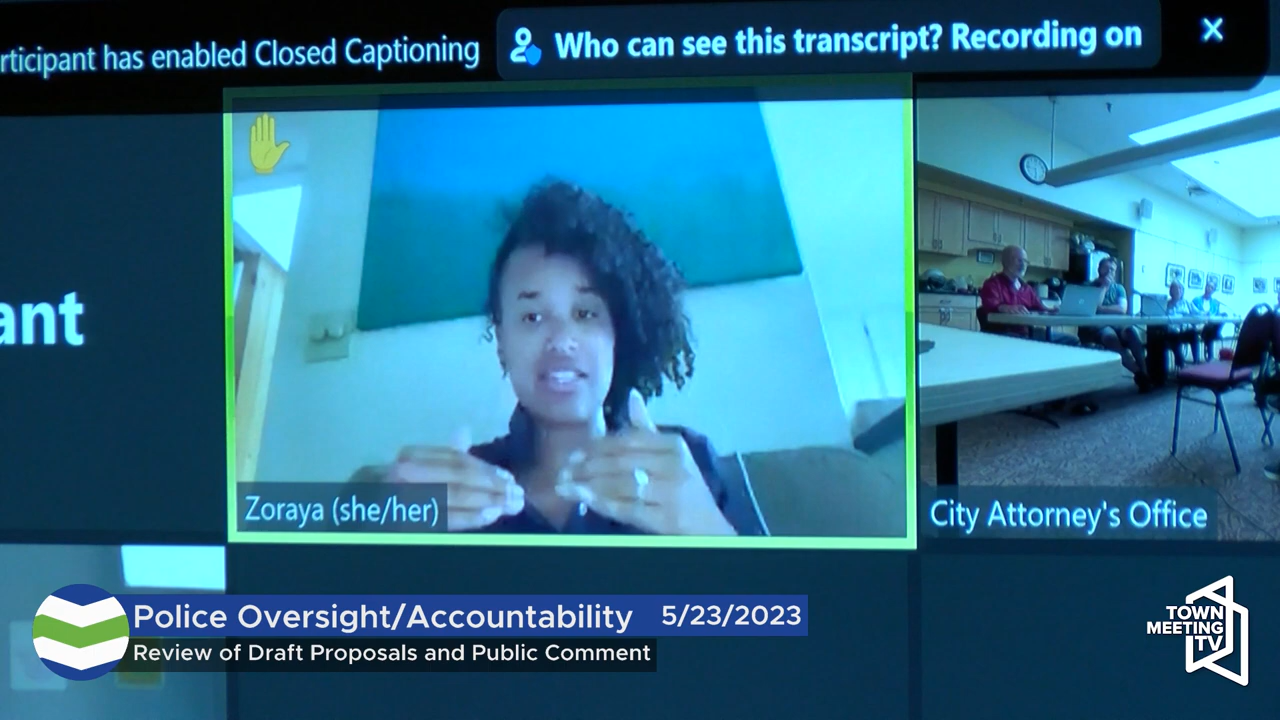 rticipant has enabled Closed Captioning
Who can see this transcript? Recording on
ant
Zoraya (she/her)
City Attorney's Office
Police Oversight/Accountability 5/23/2023
Review of Draft Proposals and Public Comment
TOWN
MEETING
TV